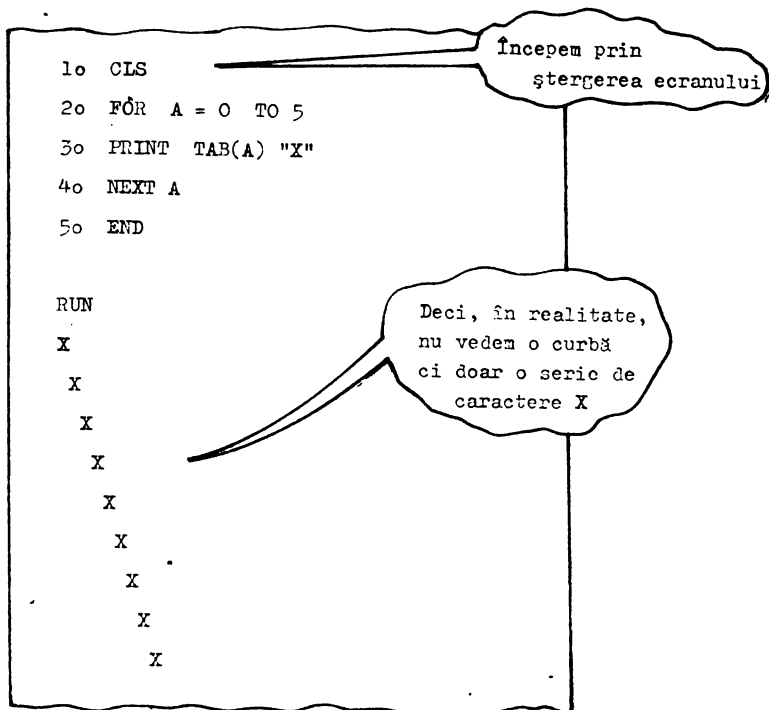 1o CLS
Începem prin
ștergerea ecranului
2o FOR A = 0 TO 5
3o PRINT TAB(A) "X"
4o NEXT A
5o END
RUN
Deci, în realitate,
nu vedem o curbă
ci doar o serie de
caractere X
X
X
X
X
X
X
X
X
X